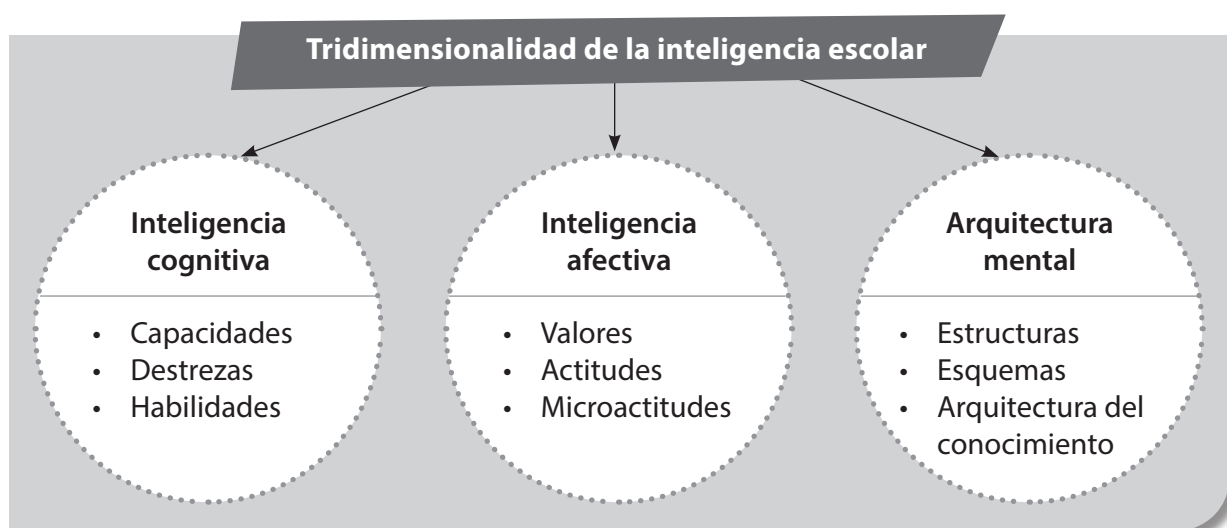 Tridimensionalidad de la inteligencia escolar
Inteligencia
cognitiva
• Capacidades
• Destrezas
• Habilidades
Inteligencia
afectiva
• Valores
• Actitudes
• Microactitudes
Arquitectura
mental
• Estructuras
• Esquemas
• Arquitectura del
conocimiento